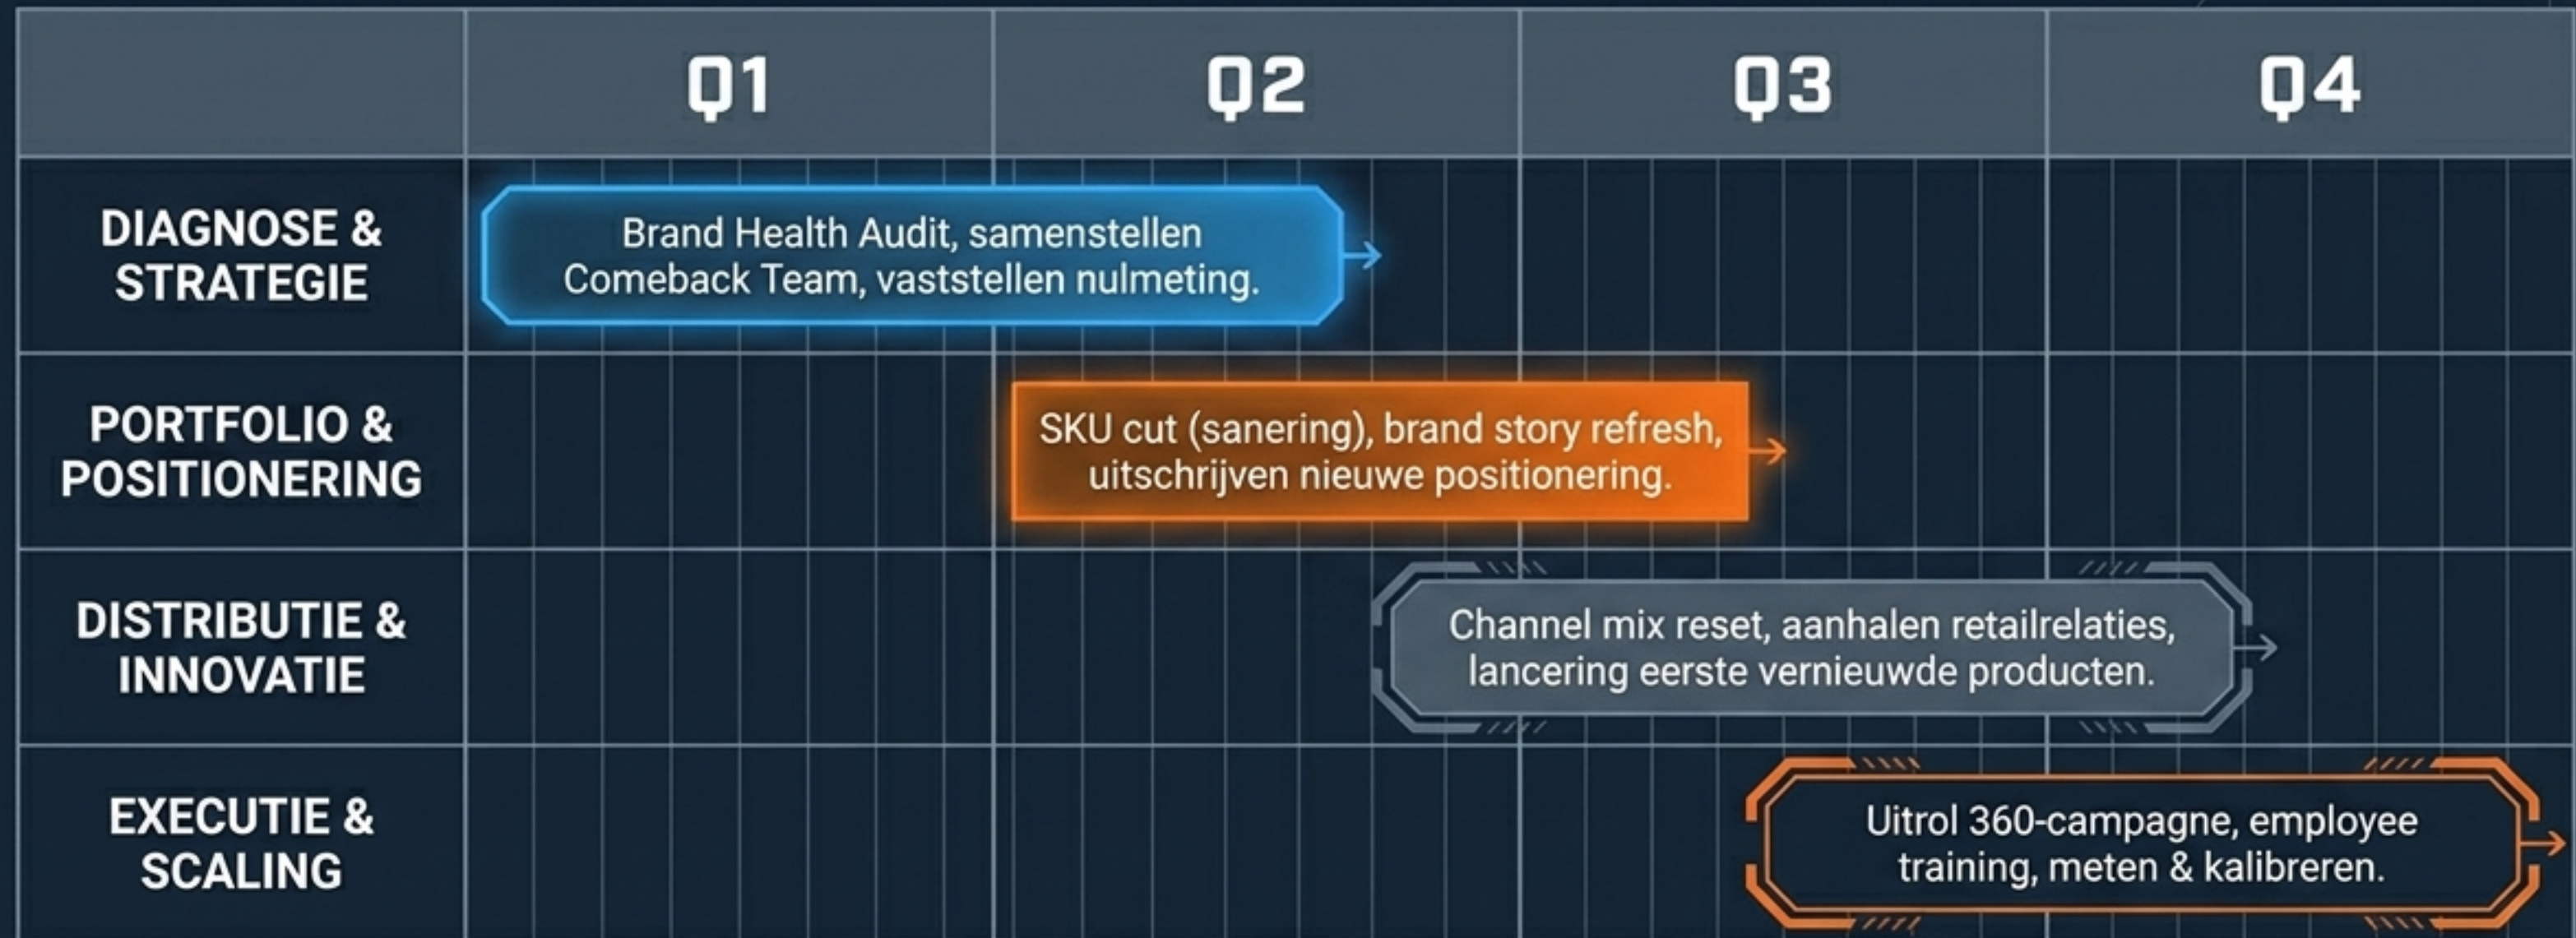 Q1 Q2 Q3 Q4
DIAGNOSE &
STRATEGIE
Brand Health Audit, samenstellen
Comeback Team, vaststellen nulmeting.
PORTFOLIO &
POSITIONERING
SKU cut (sanering), brand story refresh,
uitschrijven nieuwe positionering.
DISTRIBUTIE &
INNOVATIE
Channel mix reset, aanhalen retailrelaties,
lancering eerste vernieuwde producten.
EXECUTIE &
SCALING
Uitrol 360-campagne, employee
training, meten & kalibreren.